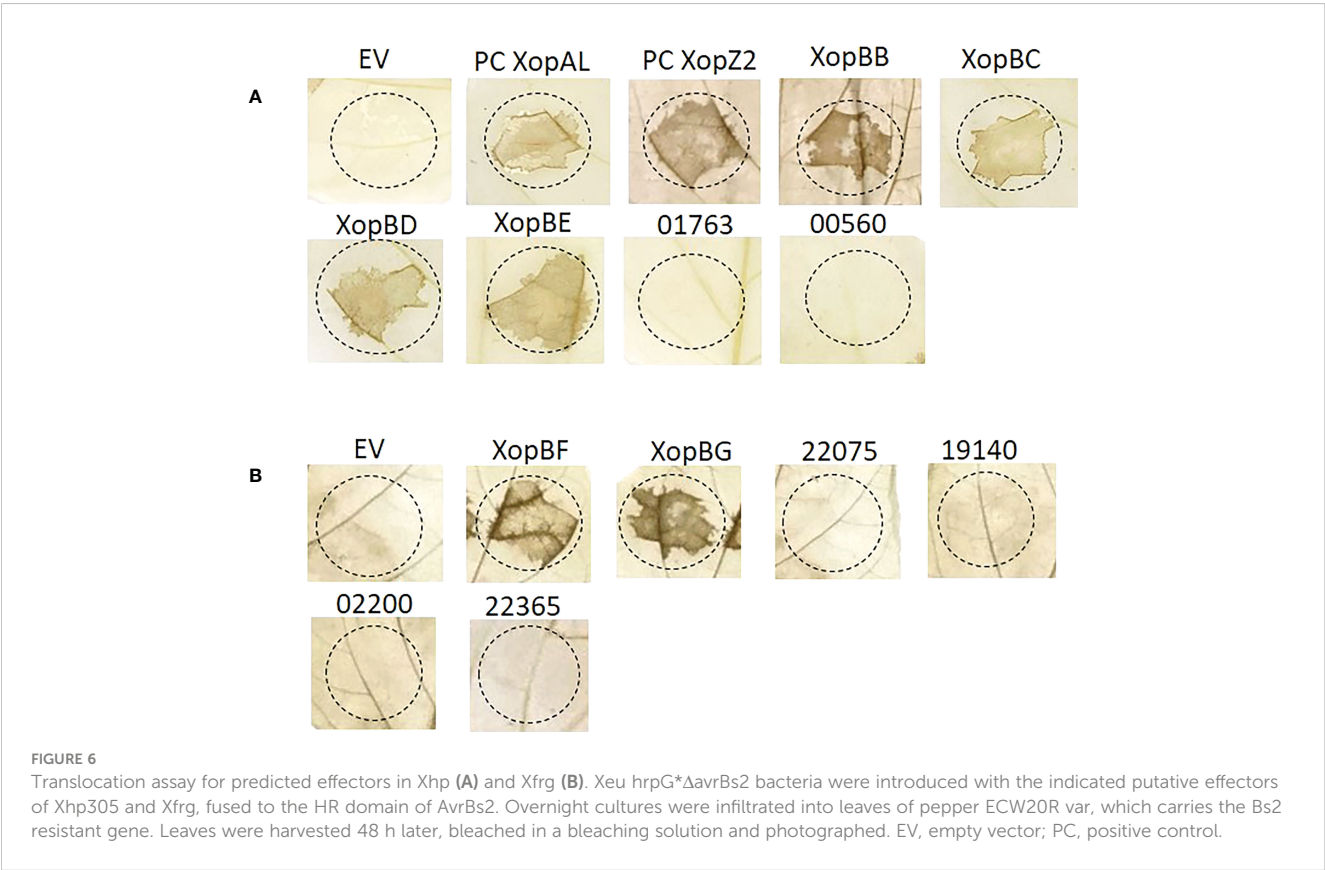 A
EV
PC XopAL
PC XopZ2
XopBB
XopBC
XopBD
XopBE
01763
00560
B
EV
XopBF
XopBG
22075
19140
02200
22365
FIGURE 6
Translocation assay for predicted effectors in Xhp (A) and Xfrg (B). Xeu hrpG*ΔavrBs2 bacteria were introduced with the indicated putative effectors
of Xhp305 and Xfrg, fused to the HR domain of AvrBs2. Overnight cultures were infiltrated into leaves of pepper ECW20R var, which carries the Bs2
resistant gene. Leaves were harvested 48 h later, bleached in a bleaching solution and photographed. EV, empty vector; PC, positive control.